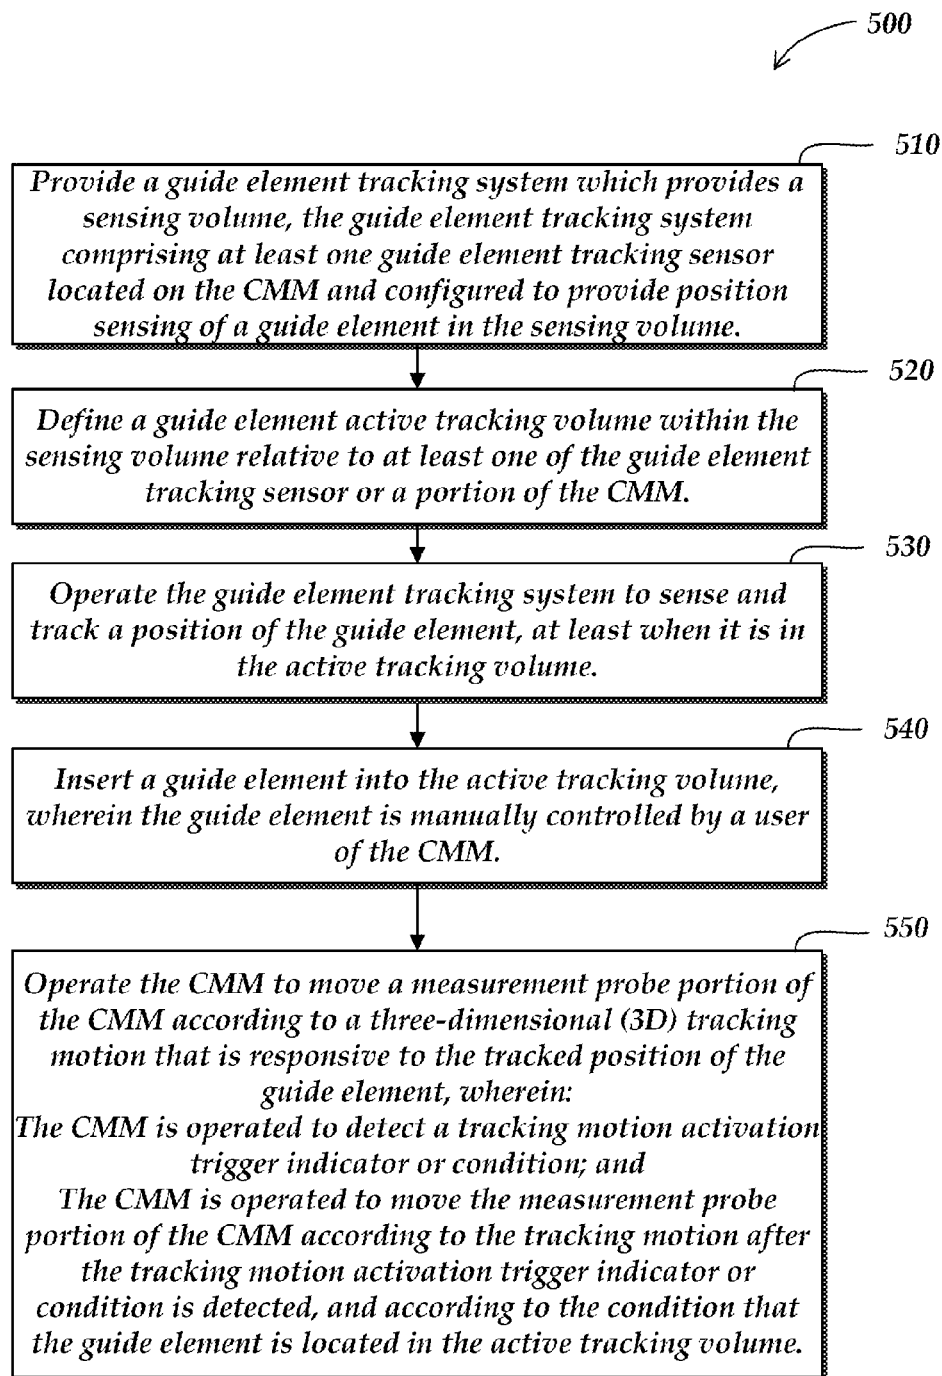 500
510
Provide a guide element tracking system which provides a
sensing volume, the guide element tracking system
comprising at least one guide element tracking sensor
located on the CMM and configured to provide position
sensing of a guide element in the sensing volume.
520
Define a guide element active tracking volume within the
sensing volume relative to at least one of the guide element
tracking sensor or a portion of the CMM.
530
Operate the guide element tracking system to sense and
track a position of the guide element, at least when it is in
the active tracking volume.
540
Insert a guide element into the active tracking volume,
wherein the guide element is manually controlled by a user
of the CMM.
550
Operate the CMM to move a measurement probe portion of
the CMM according to a three-dimensional (3D) tracking
motion that is responsive to the tracked position of the
guide element, wherein:
The CMM is operated to detect a tracking motion activation
trigger indicator or condition; and
The CMM is operated to move the measurement probe
portion of the CMM according to the tracking motion after
the tracking motion activation trigger indicator or
condition is detected, and according to the condition that
the guide element is located in the active tracking volume.